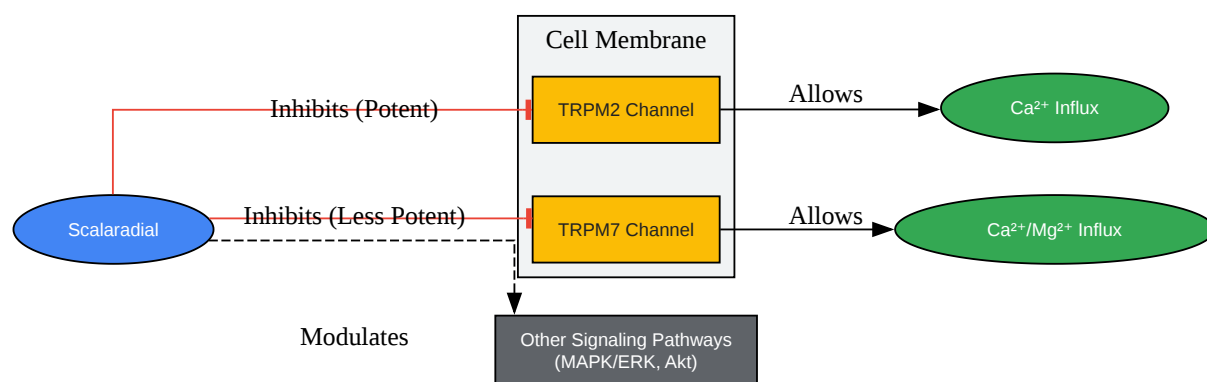 Cell Membrane
Inhibits (Potent)
TRPM2 Channel
Allows
Ca²⁺ Influx
Scalaradial
Inhibits (Less Potent)
TRPM7 Channel
Allows
Ca²⁺/Mg²⁺ Influx
Modulates
Other Signaling Pathways
(MAPK/ERK, Akt)